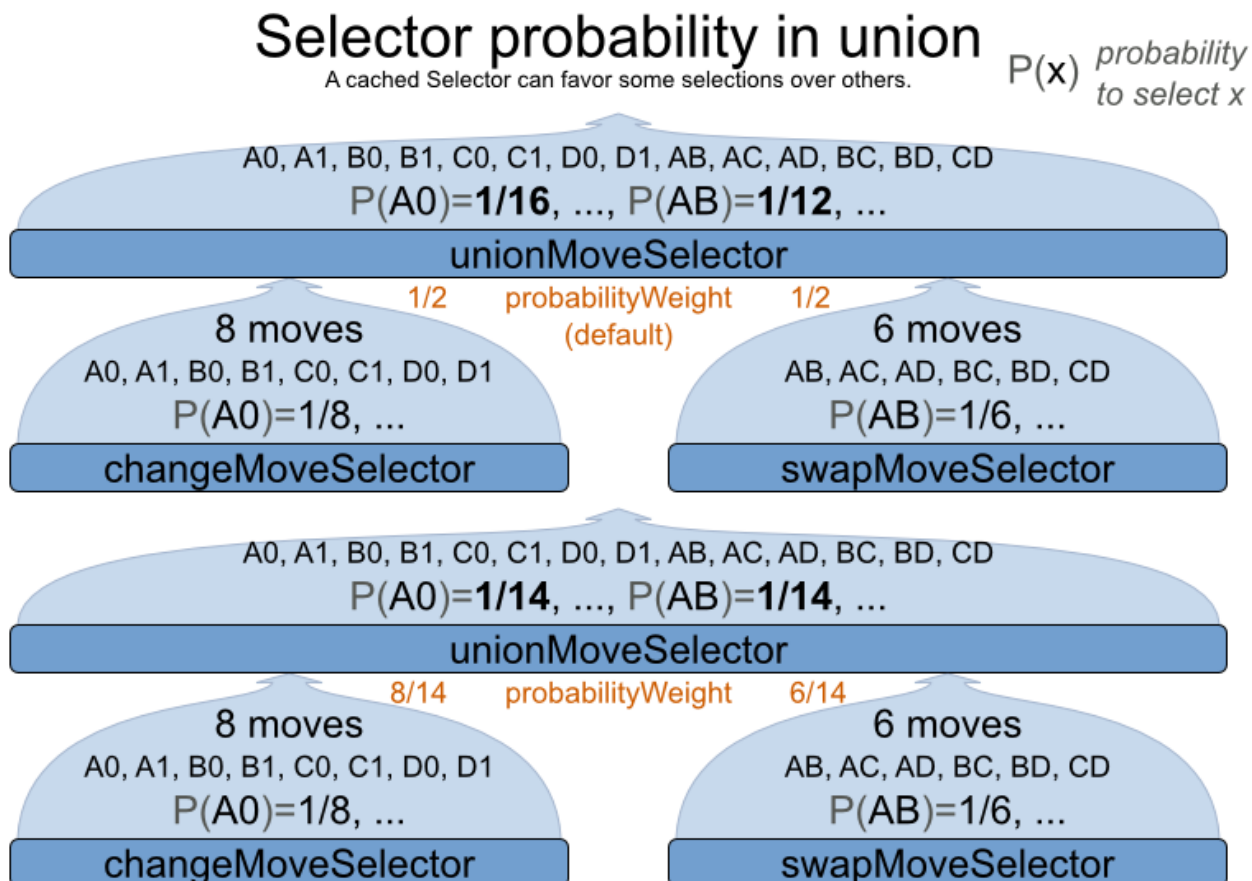 Selector probability in union
A cached Selector can favor some selections over others.
P(x) probability
to select x
A0, A1, B0, B1, C0, C1, D0, D1, AB, AC, AD, BC, BD, CD
P(A0)=1/16, ..., P(AB)=1/12, ...
unionMoveSelector
1/2 probabilityWeight 1/2
(default)
8 moves
A0, A1, B0, B1, C0, C1, D0, D1
P(A0)=1/8, ...
changeMoveSelector
6 moves
AB, AC, AD, BC, BD, CD
P(AB)=1/6, ...
swapMoveSelector
A0, A1, B0, B1, C0, C1, D0, D1, AB, AC, AD, BC, BD, CD
P(A0)=1/14, ..., P(AB)=1/14, ...
unionMoveSelector
8/14 probabilityWeight 6/14
8 moves
A0, A1, B0, B1, C0, C1, D0, D1
P(A0)=1/8, ...
changeMoveSelector
6 moves
AB, AC, AD, BC, BD, CD
P(AB)=1/6, ...
swapMoveSelector